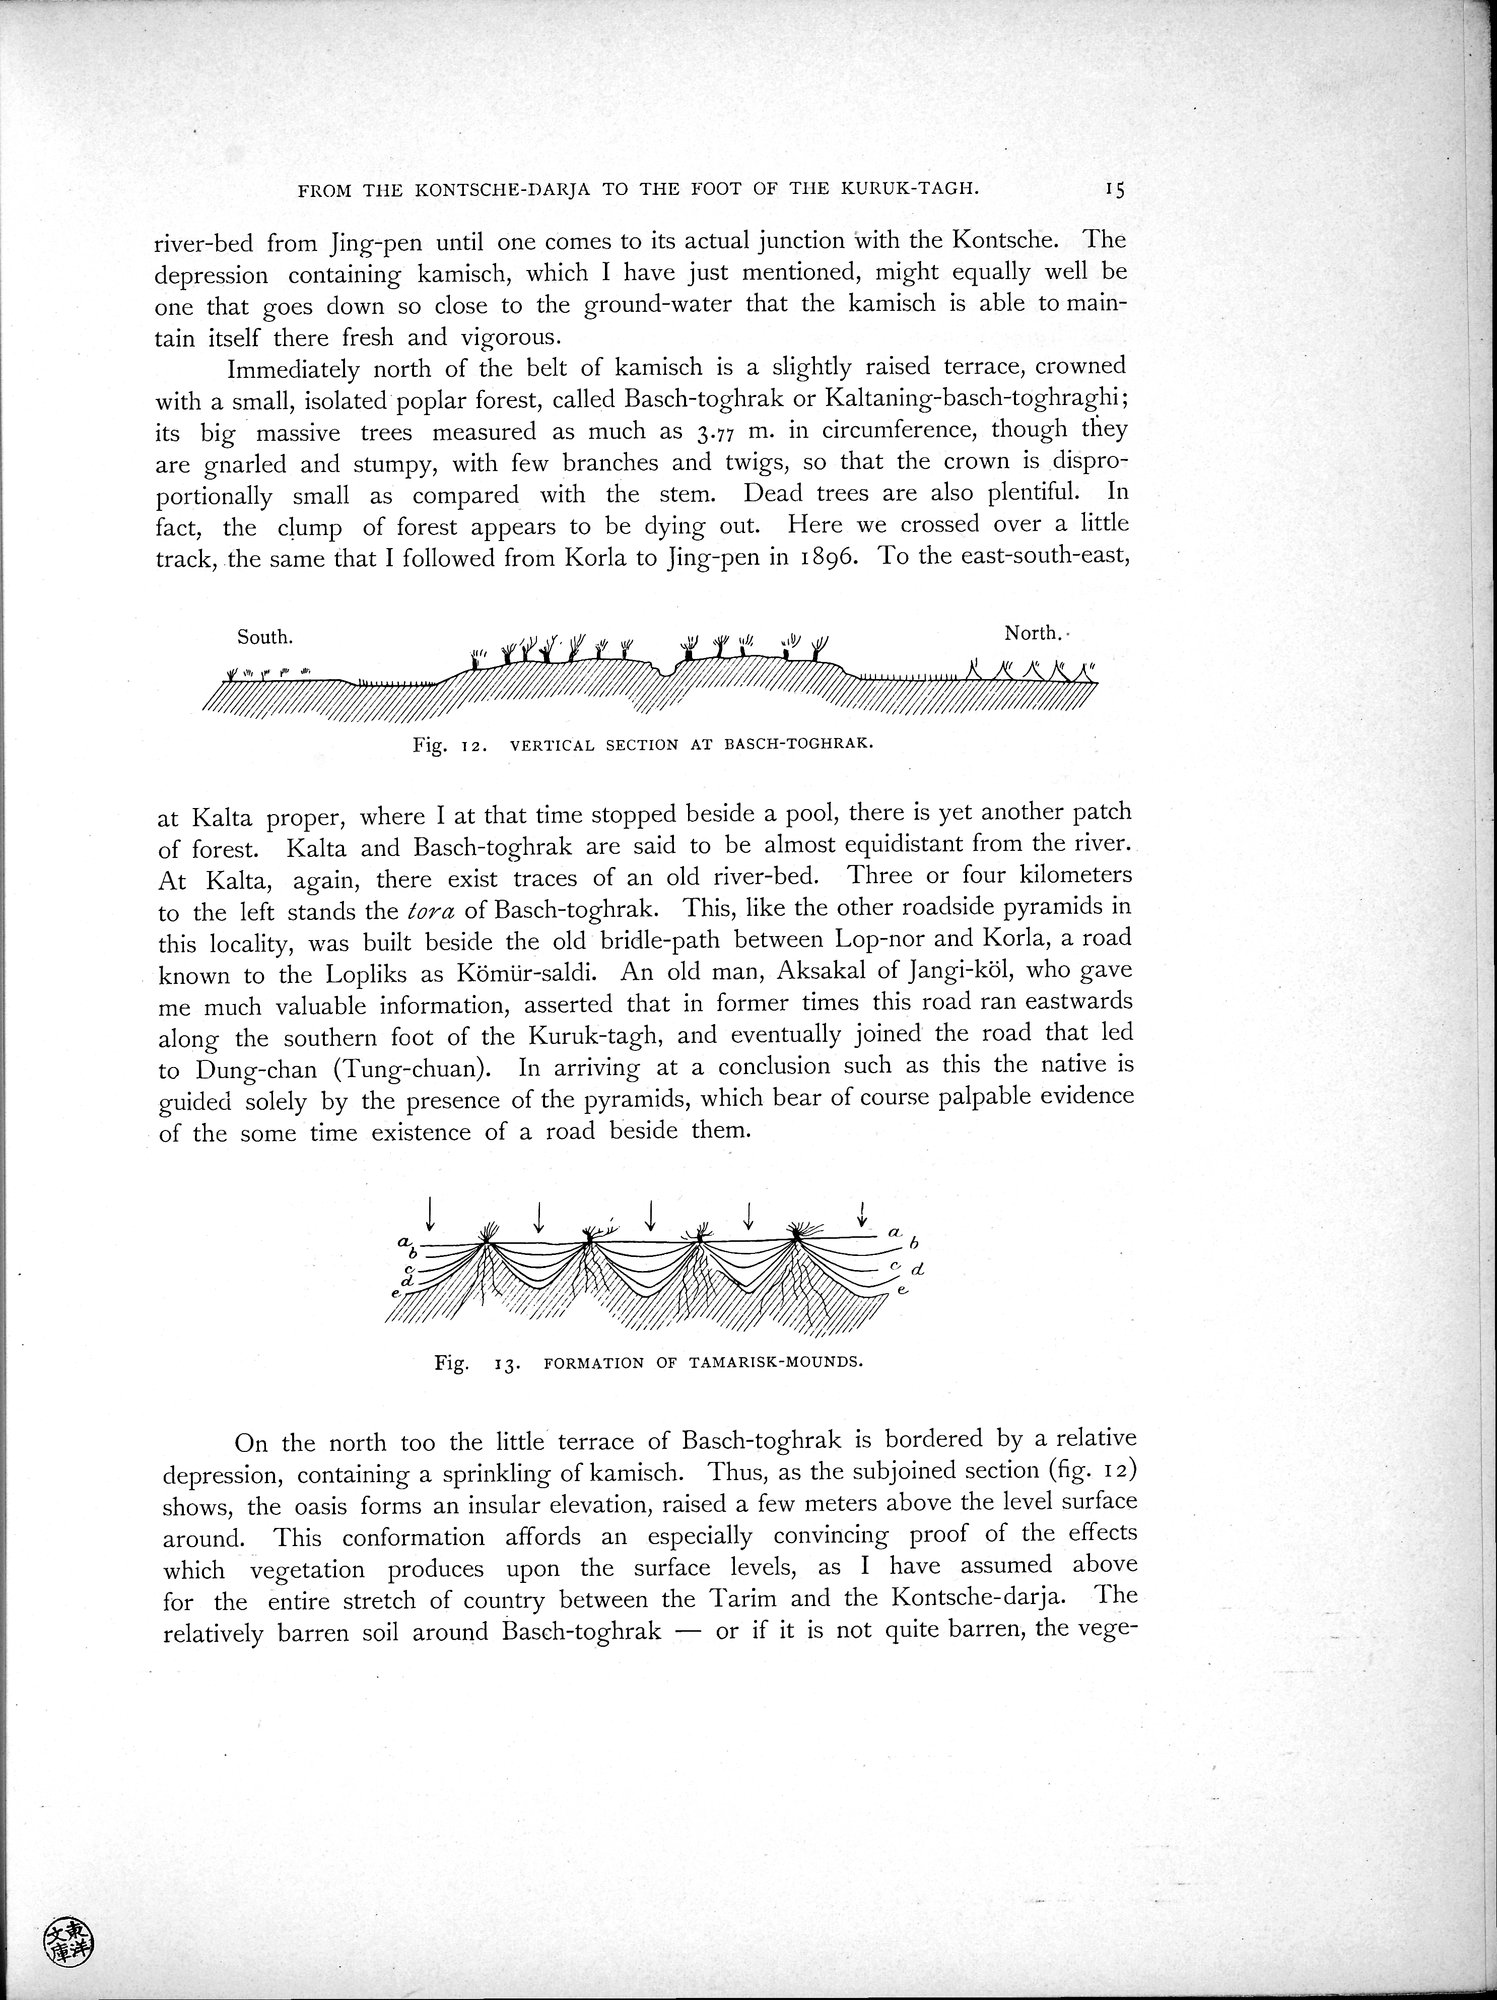 FROM THE KONTSCHE-DARJA TO THE FOOT OF THE KURUK-TAGH. 15
river-bed from Jing-pen until one comes to its actual junction with the Kontsche. The
depression containing kamisch, which I have just mentioned, might equally well be
one that goes down so close to the ground-water that the kamisch is able to main-
tain itself there fresh and vigorous.
Immediately north of the belt of kamisch is a slightly raised terrace, crowned
with a small, isolated poplar forest, called Basch-toghrak or Kaltaning-basch-toghraghi;
its big massive trees measured as much as 3.77 m. in circumference, though they
are gnarled and stumpy, with few branches and twigs, so that the crown is dispro-
portionally small as compared with the stem. Dead trees are also plentiful. In
fact, the clump of forest appears to be dying out. Here we crossed over a little
track, the same that I followed from Korla to Jing-pen in 1896. To the east-south-east,
South. North.
Fig. 12. VERTICAL SECTION AT BASCH-TOGHRAK.
at Kalta proper, where I at that time stopped beside a pool, there is yet another patch
of forest. Kalta and Basch-toghrak are said to be almost equidistant from the river.
At Kalta, again, there exist traces of an old river-bed. Three or four kilometers
to the left stands the tora of Basch-toghrak. This, like the other roadside pyramids in
this locality, was built beside the old bridle-path between Lop-nor and Korla, a road
known to the Lopliks as Kömür-saldi. An old man, Aksakal of Jangi-köl, who gave
me much valuable information, asserted that in former times this road ran eastwards
along the southern foot of the Kuruk-tagh, and eventually joined the road that led
to Dung-chan (Tung-chuan). In arriving at a conclusion such as this the native is
guided solely by the presence of the pyramids, which bear of course palpable evidence
of the some time existence of a road beside them.
a a
b b
c c
d d
e e
Fig. 13. FORMATION OF TAMARISK-MOUNDS.
On the north too the little terrace of Basch-toghrak is bordered by a relative
depression, containing a sprinkling of kamisch. Thus, as the subjoined section (fig. 12)
shows, the oasis forms an insular elevation, raised a few meters above the level surface
around. This conformation affords an especially convincing proof of the effects
which vegetation produces upon the surface levels, as I have assumed above
for the entire stretch of country between the Tarim and the Kontsche-darja. The
relatively barren soil around Basch-toghrak — or if it is not quite barren, the vege-
東洋
文庫